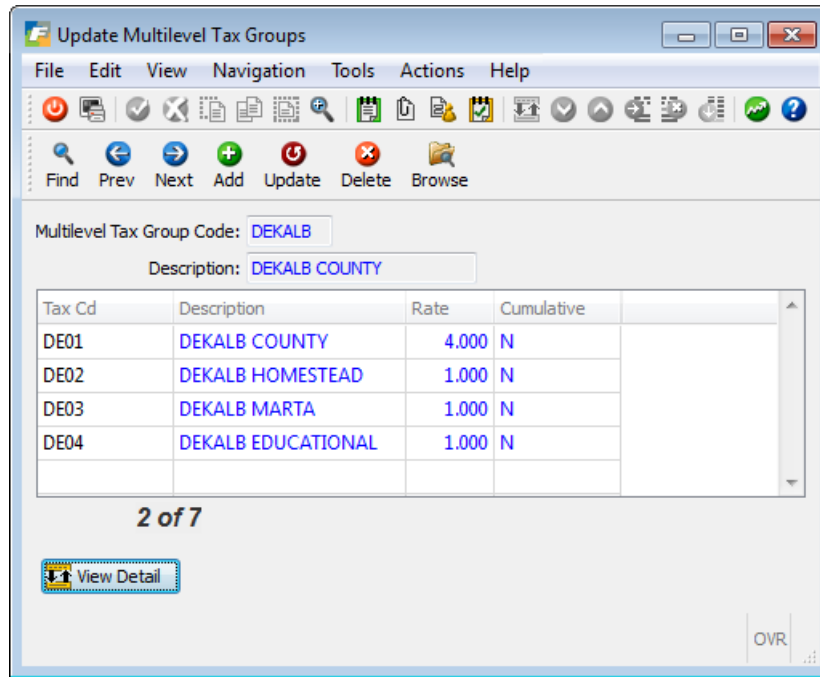 Update Multilevel Tax Groups
File Edit View Navigation Tools Actions Help
Find Prev Next Add Update Delete Browse
Multilevel Tax Group Code: DEKALB
Description: DEKALB COUNTY
Tax Cd Description Rate Cumulative
DE01 DEKALB COUNTY 4.000 N
DE02 DEKALB HOMESTEAD 1.000 N
DE03 DEKALB MARTA 1.000 N
DE04 DEKALB EDUCATIONAL 1.000 N
2 of 7
View Detail
OVR